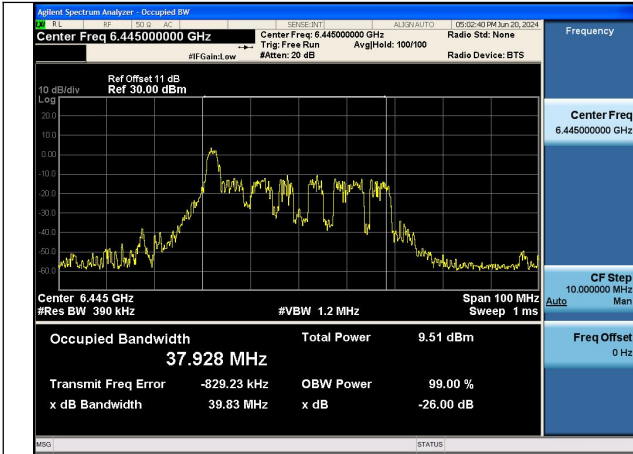 Agilent Spectrum Analyzer - Occupied BW
LXI RL RF 50 Ω AC SENSE:INT ALIGN AUTO 05:02:40 PM Jun 20, 2024
Center Freq 6.445000000 GHz Center Freq: 6.445000000 GHz Radio Std: None Frequency
Trig: Free Run Avg|Hold: 100/100
#IFGain:Low #Atten: 20 dB Radio Device: BTS
Ref Offset 11 dB
10 dB/div Ref 30.00 dBm
Log
20.0
10.0
0.00
-10.0
-20.0
-30.0
-40.0
-50.0
-60.0
Center Freq
6.445000000 GHz
Center 6.445 GHz Span 100 MHz
#Res BW 390 kHz #VBW 1.2 MHz Sweep 1 ms
CF Step
10.000000 MHz
Auto Man
Occupied Bandwidth Total Power 9.51 dBm
37.928 MHz
Transmit Freq Error -829.23 kHz OBW Power 99.00 %
x dB Bandwidth 39.83 MHz x dB -26.00 dB
Freq Offset
0 Hz
MSG STATUS